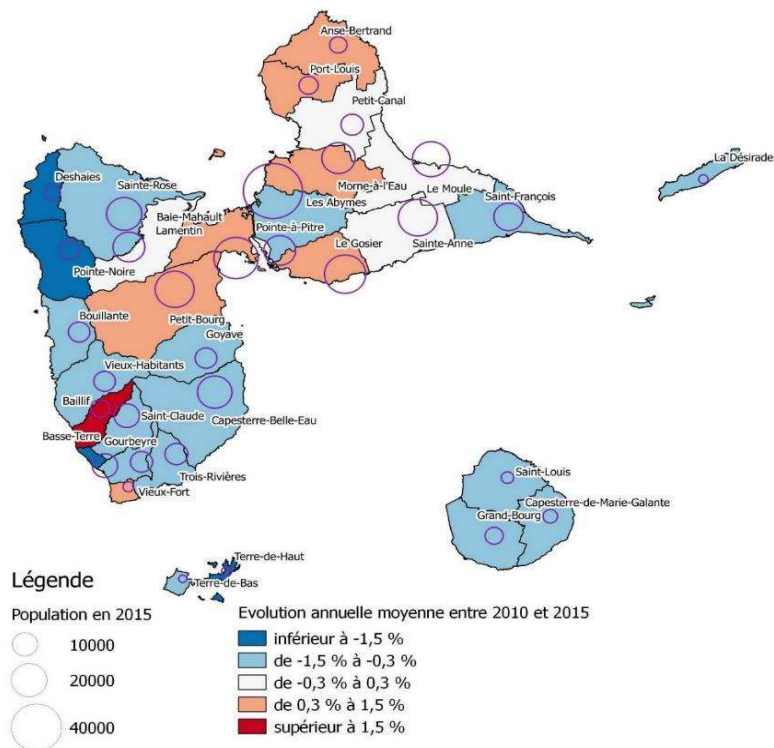 Anse-Bertrand
Port-Louis
Petit-Canal
La Désirade
Deshaies
Sainte-Rose
Morne-à-l'Eau
Le Moule
Saint-François
Baie-Mahault
Les Abymes
Lamentin
Pointe-à-Pitre
Le Gosier
Sainte-Anne
Pointe-Noire
Bouillante
Petit-Bourg
Goyave
Vieux-Habitants
Baillif
Saint-Claude
Capesterre-Belle-Eau
Basse-Terre
Gourbeyre
Trois-Rivières
Vieux-Fort
Saint-Louis
Capesterre-de-Marie-Galante
Grand-Bourg
Terre-de-Haut
Terre-de-Bas
Légende
Population en 2015
10000
20000
40000
Evolution annuelle moyenne entre 2010 et 2015
inférieur à -1,5 %
de -1,5 % à -0,3 %
de -0,3 % à 0,3 %
de 0,3 % à 1,5 %
supérieur à 1,5 %